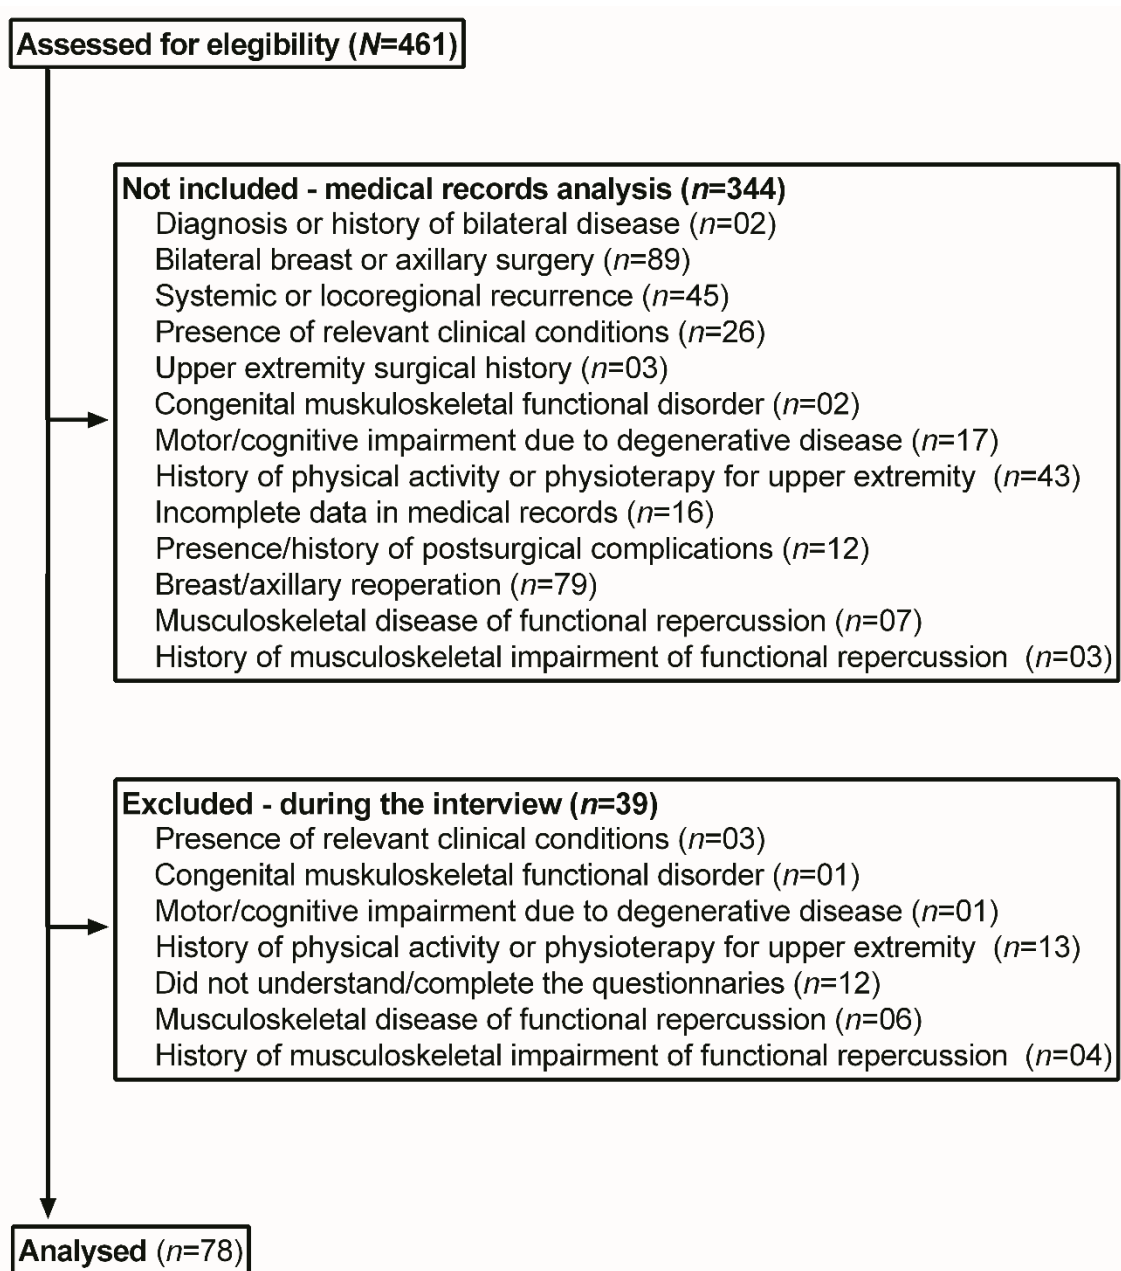 Assessed for elegibility (N=461)
Not included - medical records analysis (n=344)
Diagnosis or history of bilateral disease (n=02)
Bilateral breast or axillary surgery (n=89)
Systemic or locoregional recurrence (n=45)
Presence of relevant clinical conditions (n=26)
Upper extremity surgical history (n=03)
Congenital muskuloskeletal functional disorder (n=02)
Motor/cognitive impairment due to degenerative disease (n=17)
History of physical activity or physioterapy for upper extremity (n=43)
Incomplete data in medical records (n=16)
Presence/history of postsurgical complications (n=12)
Breast/axillary reoperation (n=79)
Musculoskeletal disease of functional repercussion (n=07)
History of musculoskeletal impairment of functional repercussion (n=03)
Excluded - during the interview (n=39)
Presence of relevant clinical conditions (n=03)
Congenital muskuloskeletal functional disorder (n=01)
Motor/cognitive impairment due to degenerative disease (n=01)
History of physical activity or physioterapy for upper extremity (n=13)
Did not understand/complete the questionnaries (n=12)
Musculoskeletal disease of functional repercussion (n=06)
History of musculoskeletal impairment of functional repercussion (n=04)
Analysed (n=78)